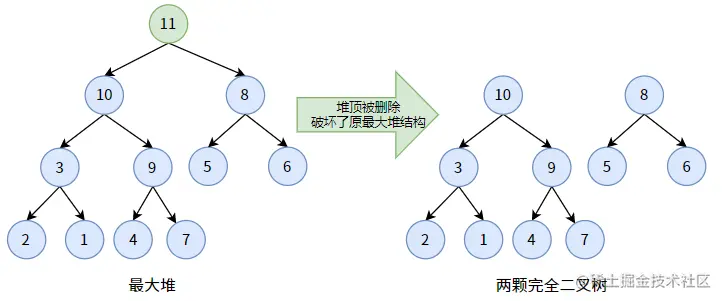 11
10 8
堆顶被删除
破坏了原最大堆结构
10 8
3 9 5 6
3 9 5 6
2 1 4 7
2 1 4 7
最大堆
两颗完全二叉树
@稀土掘金技术社区